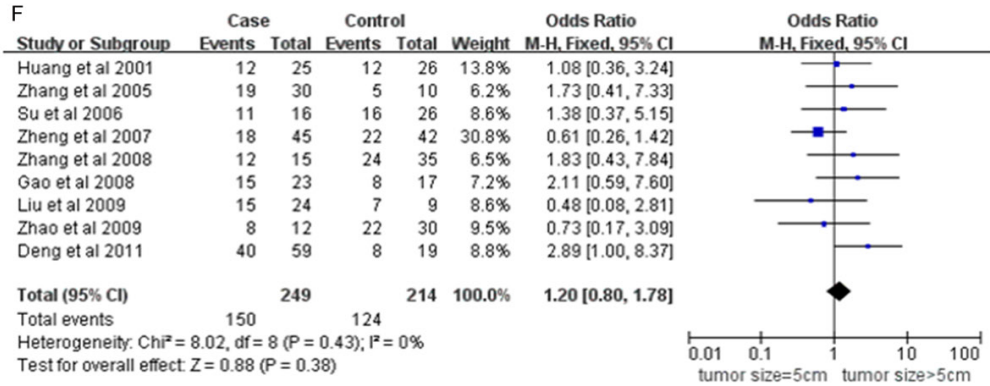 F
Case Control Odds Ratio Odds Ratio
Study or Subgroup Events Total Events Total Weight M-H, Fixed, 95% CI M-H, Fixed, 95% CI
Huang et al 2001 12 25 12 26 13.8% 1.08 [0.36, 3.24]
Zhang et al 2005 19 30 5 10 6.2% 1.73 [0.41, 7.33]
Su et al 2006 11 16 16 26 8.6% 1.38 [0.37, 5.15]
Zheng et al 2007 18 45 22 42 30.8% 0.61 [0.26, 1.42]
Zhang et al 2008 12 15 24 35 6.5% 1.83 [0.43, 7.84]
Gao et al 2008 15 23 8 17 7.2% 2.11 [0.59, 7.60]
Liu et al 2009 15 24 7 9 8.6% 0.48 [0.08, 2.81]
Zhao et al 2009 8 12 22 30 9.5% 0.73 [0.17, 3.09]
Deng et al 2011 40 59 8 19 8.8% 2.89 [1.00, 8.37]
Total (95% CI) 249 214 100.0% 1.20 [0.80, 1.78]
Total events 150 124
Heterogeneity: Chi² = 8.02, df = 8 (P = 0.43); I² = 0%
Test for overall effect: Z = 0.88 (P = 0.38)
0.01 0.1 1 10 100
tumor size=5cm tumor size>5cm